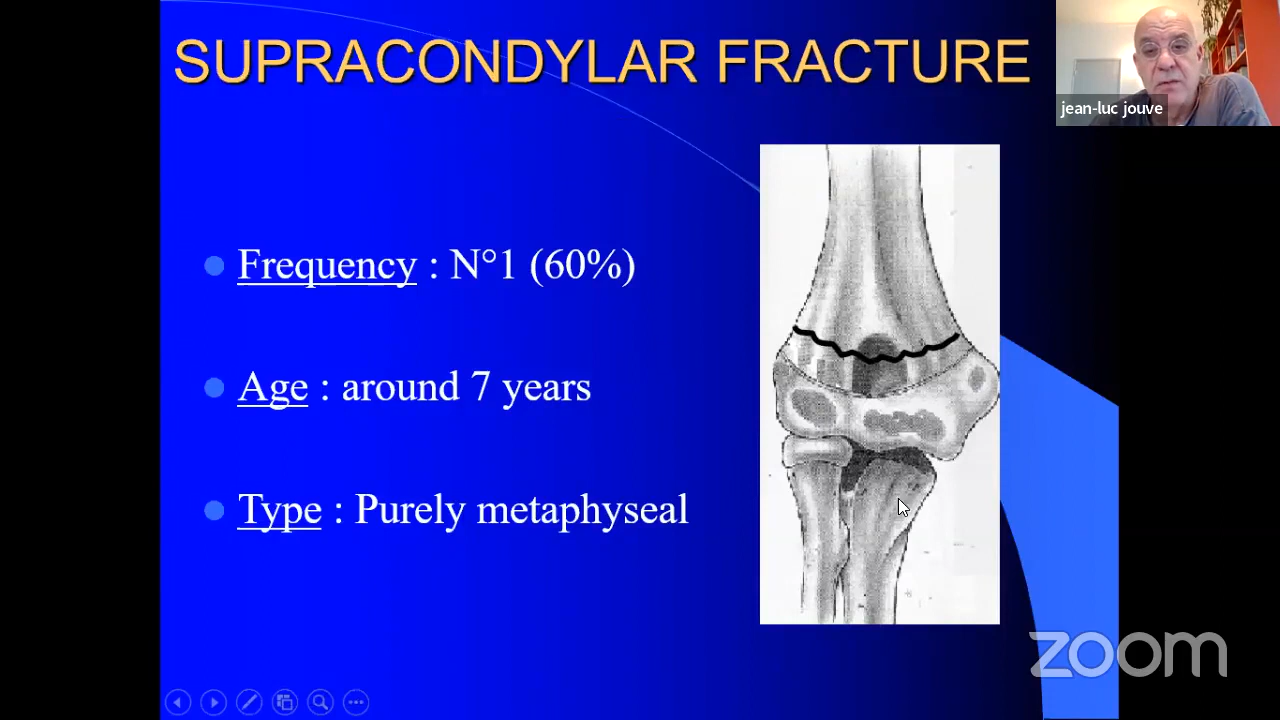 SUPRACONDYLAR FRACTURE
jean-luc jouve
Frequency : N°1 (60%)
Age : around 7 years
Type : Purely metaphyseal
zoom